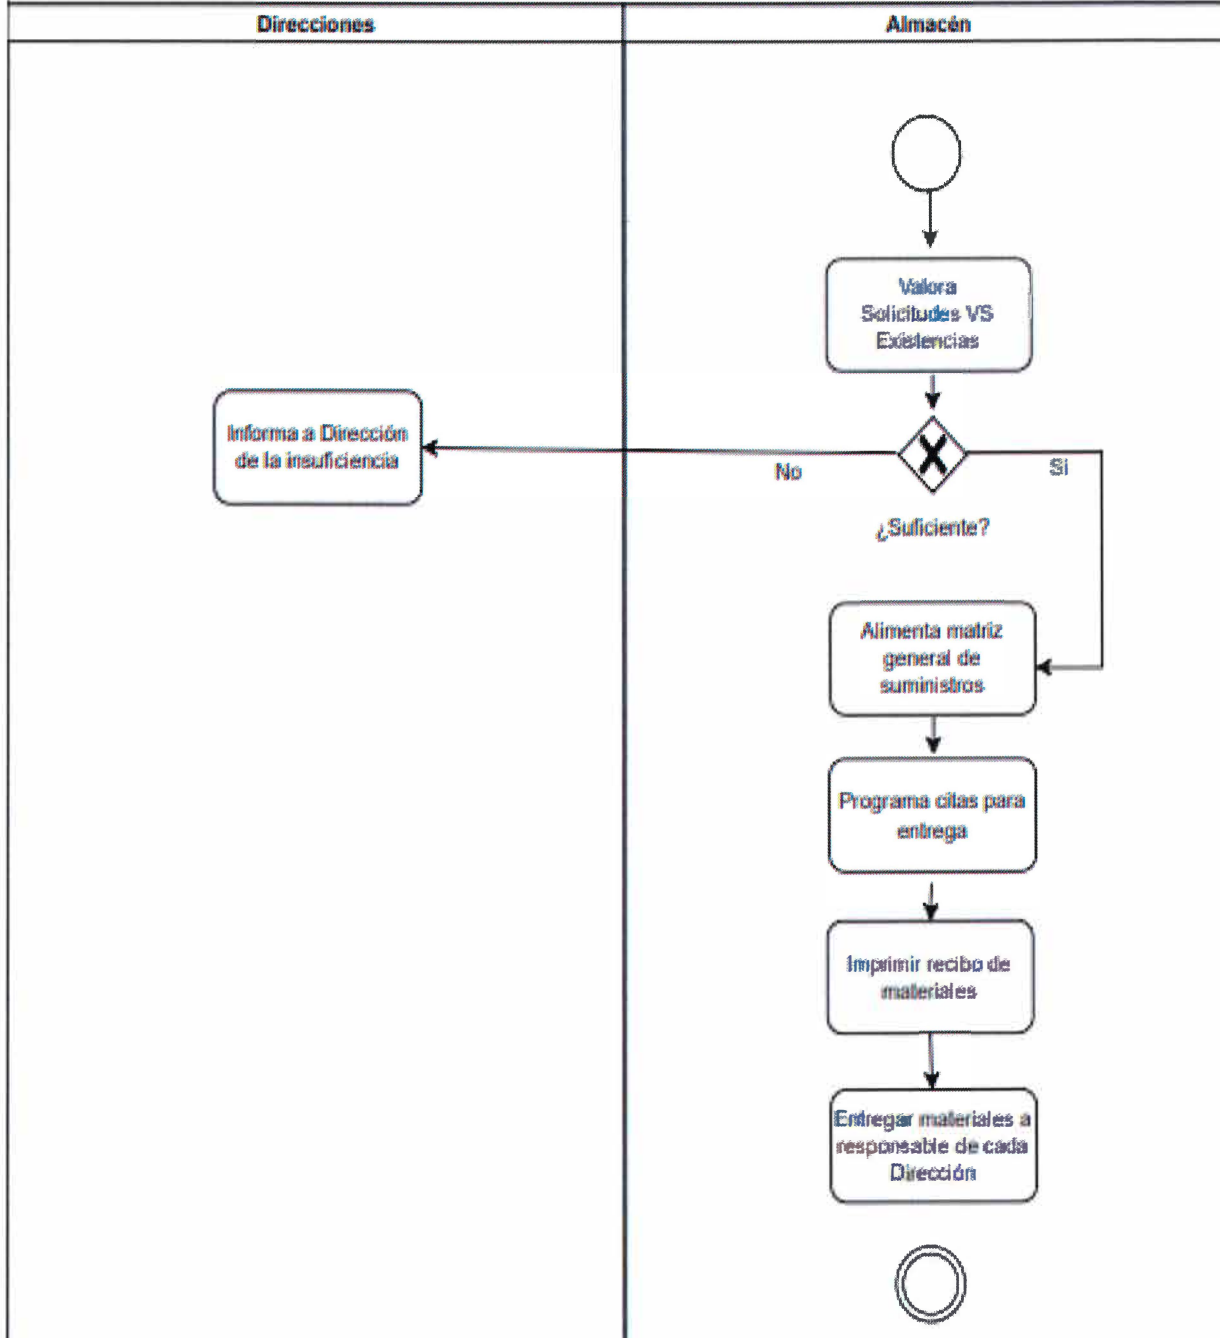 Direcciones
Almacén
Valora
Solicitudes VS
Existencias
Informa a Dirección
de la insuficiencia
No
Si
¿Suficiente?
Alimenta matriz
general de
suministros
Programa citas para
entrega
Imprimir recibo de
materiales
Entregar materiales a
responsable de cada
Dirección